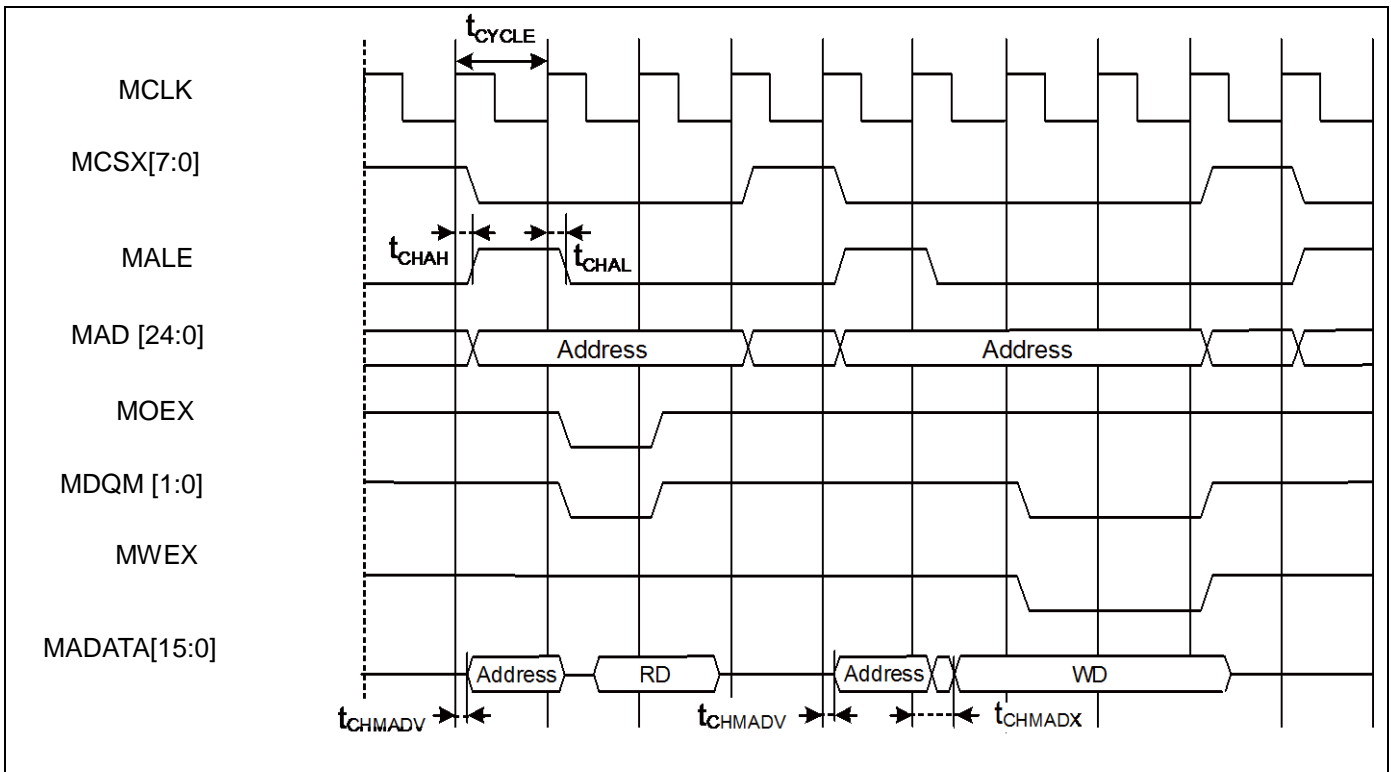 tCYCLE
MCLK
MCSX[7:0]
tCHAH
tCHAL
MALE
MAD [24:0]
Address
Address
MOEX
MDQM [1:0]
MWEX
MADATA[15:0]
Address
RD
Address
WD
tCHMADV
tCHMADV
tCHMADX